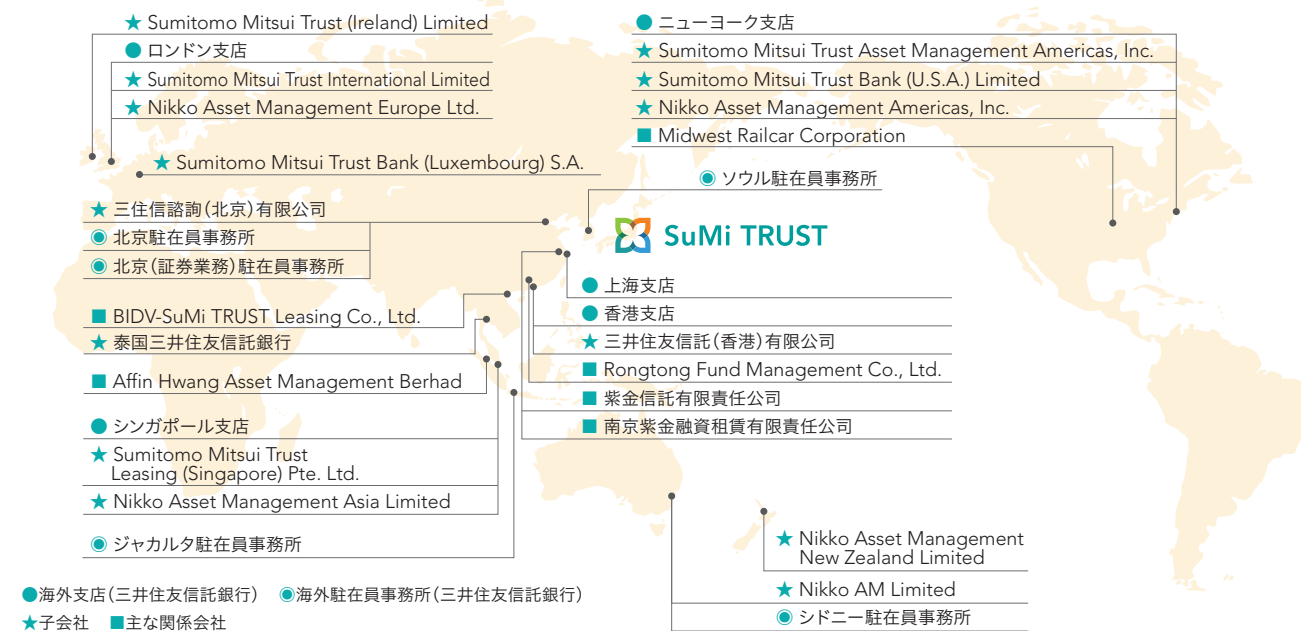 ★ Sumitomo Mitsui Trust (Ireland) Limited
● ロンドン支店
★ Sumitomo Mitsui Trust International Limited
★ Nikko Asset Management Europe Ltd.
★ Sumitomo Mitsui Trust Bank (Luxembourg) S.A.
● ニューヨーク支店
★ Sumitomo Mitsui Trust Asset Management Americas, Inc.
★ Sumitomo Mitsui Trust Bank (U.S.A.) Limited
★ Nikko Asset Management Americas, Inc.
■ Midwest Railcar Corporation
◉ ソウル駐在員事務所
★ 三住信諮詢(北京)有限公司
◉ 北京駐在員事務所
◉ 北京(証券業務)駐在員事務所
SuMi TRUST
■ BIDV-SuMi TRUST Leasing Co., Ltd.
★ 泰国三井住友信託銀行
■ Affin Hwang Asset Management Berhad
● シンガポール支店
★ Sumitomo Mitsui Trust
Leasing (Singapore) Pte. Ltd.
★ Nikko Asset Management Asia Limited
◉ ジャカルタ駐在員事務所
● 上海支店
● 香港支店
★ 三井住友信託(香港)有限公司
■ Rongtong Fund Management Co., Ltd.
■ 紫金信託有限責任公司
■ 南京紫金融資租賃有限責任公司
★ Nikko Asset Management
New Zealand Limited
★ Nikko AM Limited
◉ シドニー駐在員事務所
●海外支店(三井住友信託銀行) ◉海外駐在員事務所(三井住友信託銀行)
★子会社 ■主な関係会社